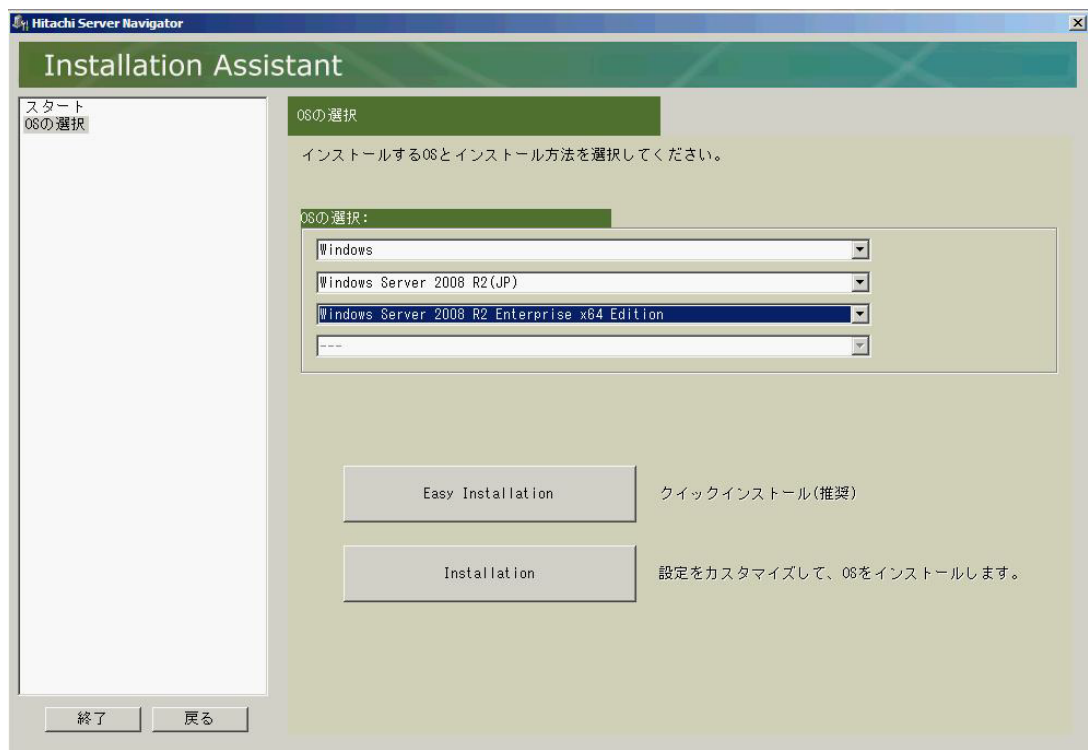 Hitachi Server Navigator
Installation Assistant
スタート
OSの選択
OSの選択
インストールするOSとインストール方法を選択してください。
OSの選択:
Windows
Windows Server 2008 R2(JP)
Windows Server 2008 R2 Enterprise x64 Edition
---
Easy Installation クイックインストール(推奨)
Installation 設定をカスタマイズして、OSをインストールします。
終了 戻る